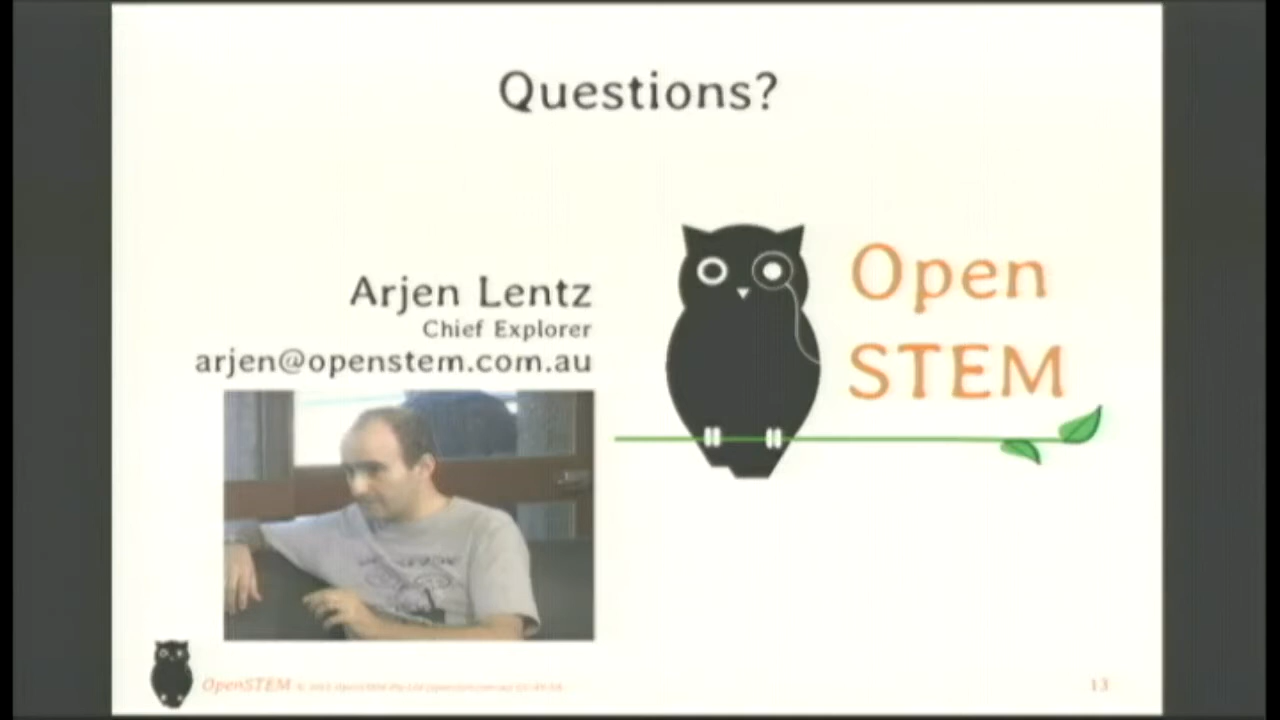 Questions?
Arjen Lentz
Chief Explorer
arjen@openstem.com.au
Open
STEM
OpenSTEM
13